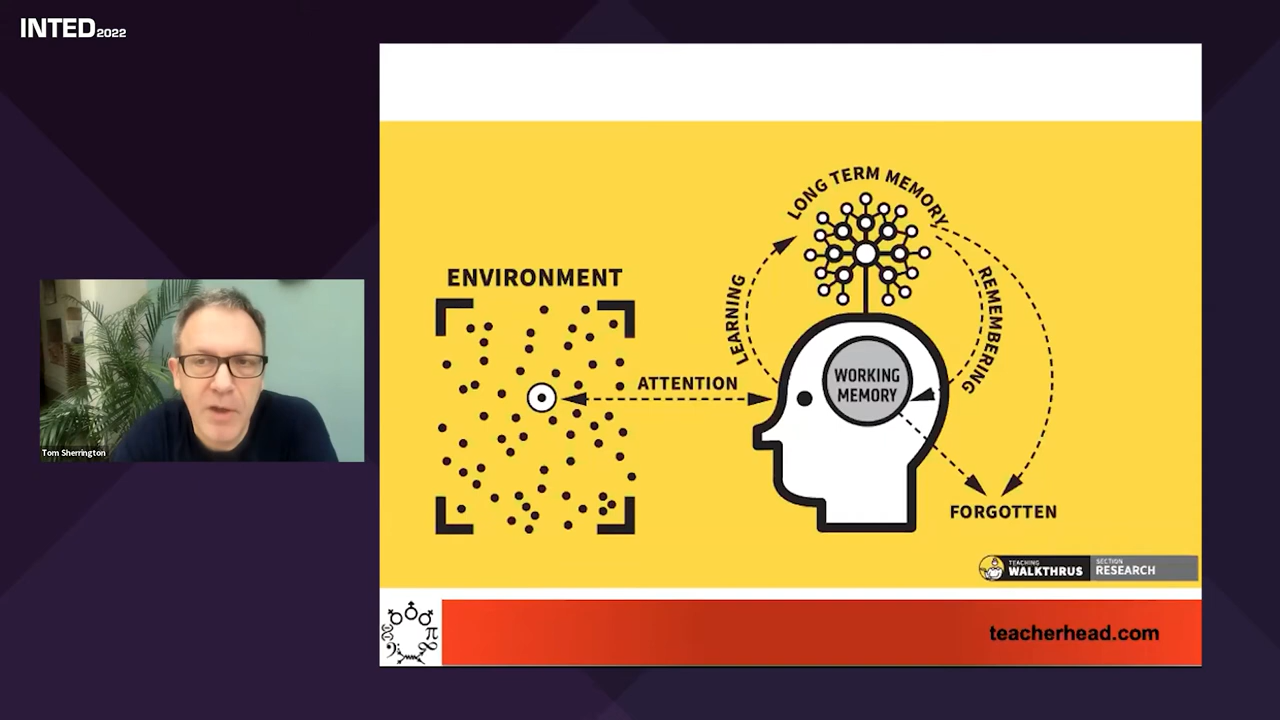 INTED2022
LONG TERM MEMORY
ENVIRONMENT
LEARNING
REMEMBERING
ATTENTION
WORKING
MEMORY
FORGOTTEN
Tom Sherrington
TEACHING
WALKTHRUS
SECTION
RESEARCH
π
teacherhead.com